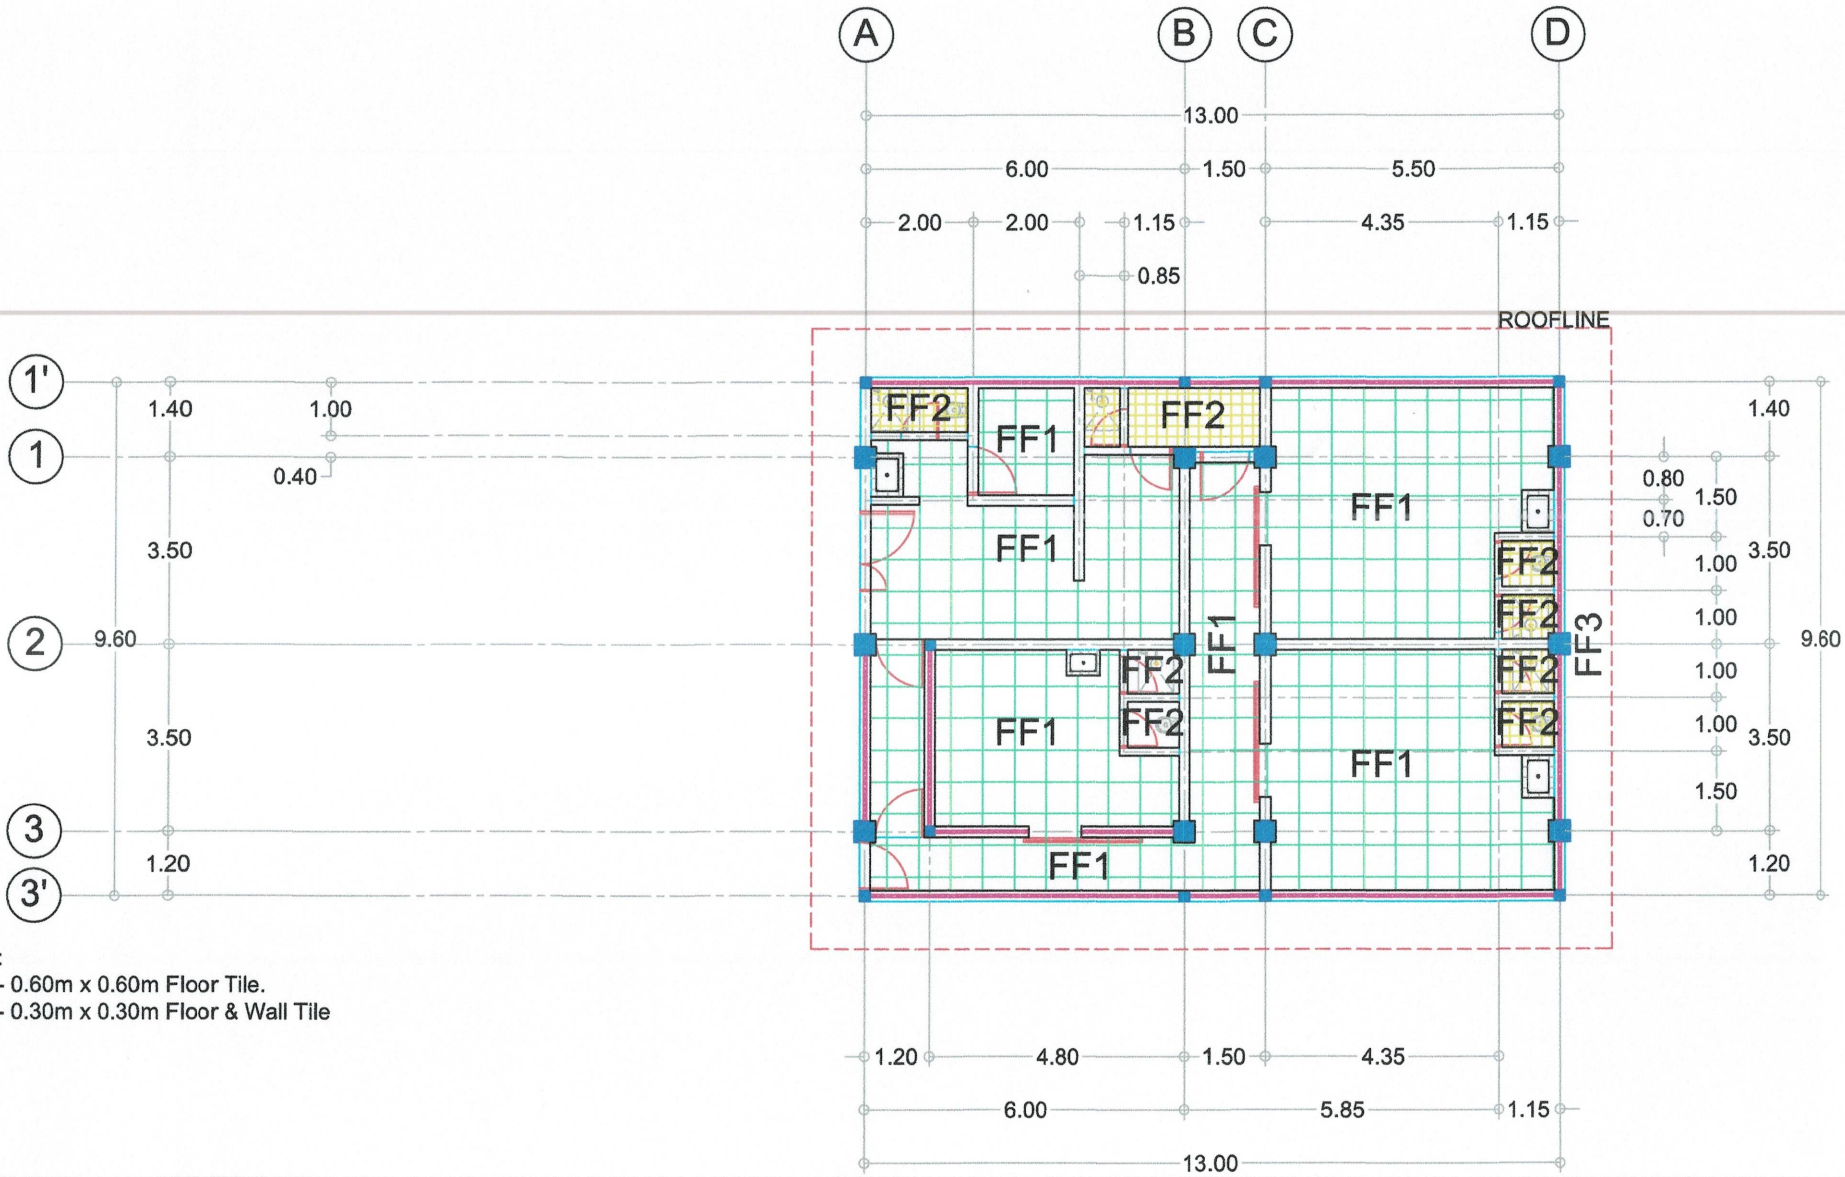 A B C D
13.00
6.00 1.50 5.50
2.00 2.00 1.15 4.35 1.15
0.85
ROOFLINE
1'
1.40 1.00 FF2 FF2 1.40
FF1
1
0.40 0.80 1.50
FF1 0.70
3.50 FF1 3.50
FF2 1.00
FF2 1.00
2 9.60 FF1 FF3 9.60
FF2 FF2 1.00
FF2 FF2 1.00
3.50 FF1 3.50
FF1
1.50
3
1.20 FF1 1.20
3'
:
- 0.60m x 0.60m Floor Tile.
- 0.30m x 0.30m Floor & Wall Tile
1.20 4.80 1.50 4.35
6.00 5.85 1.15
13.00